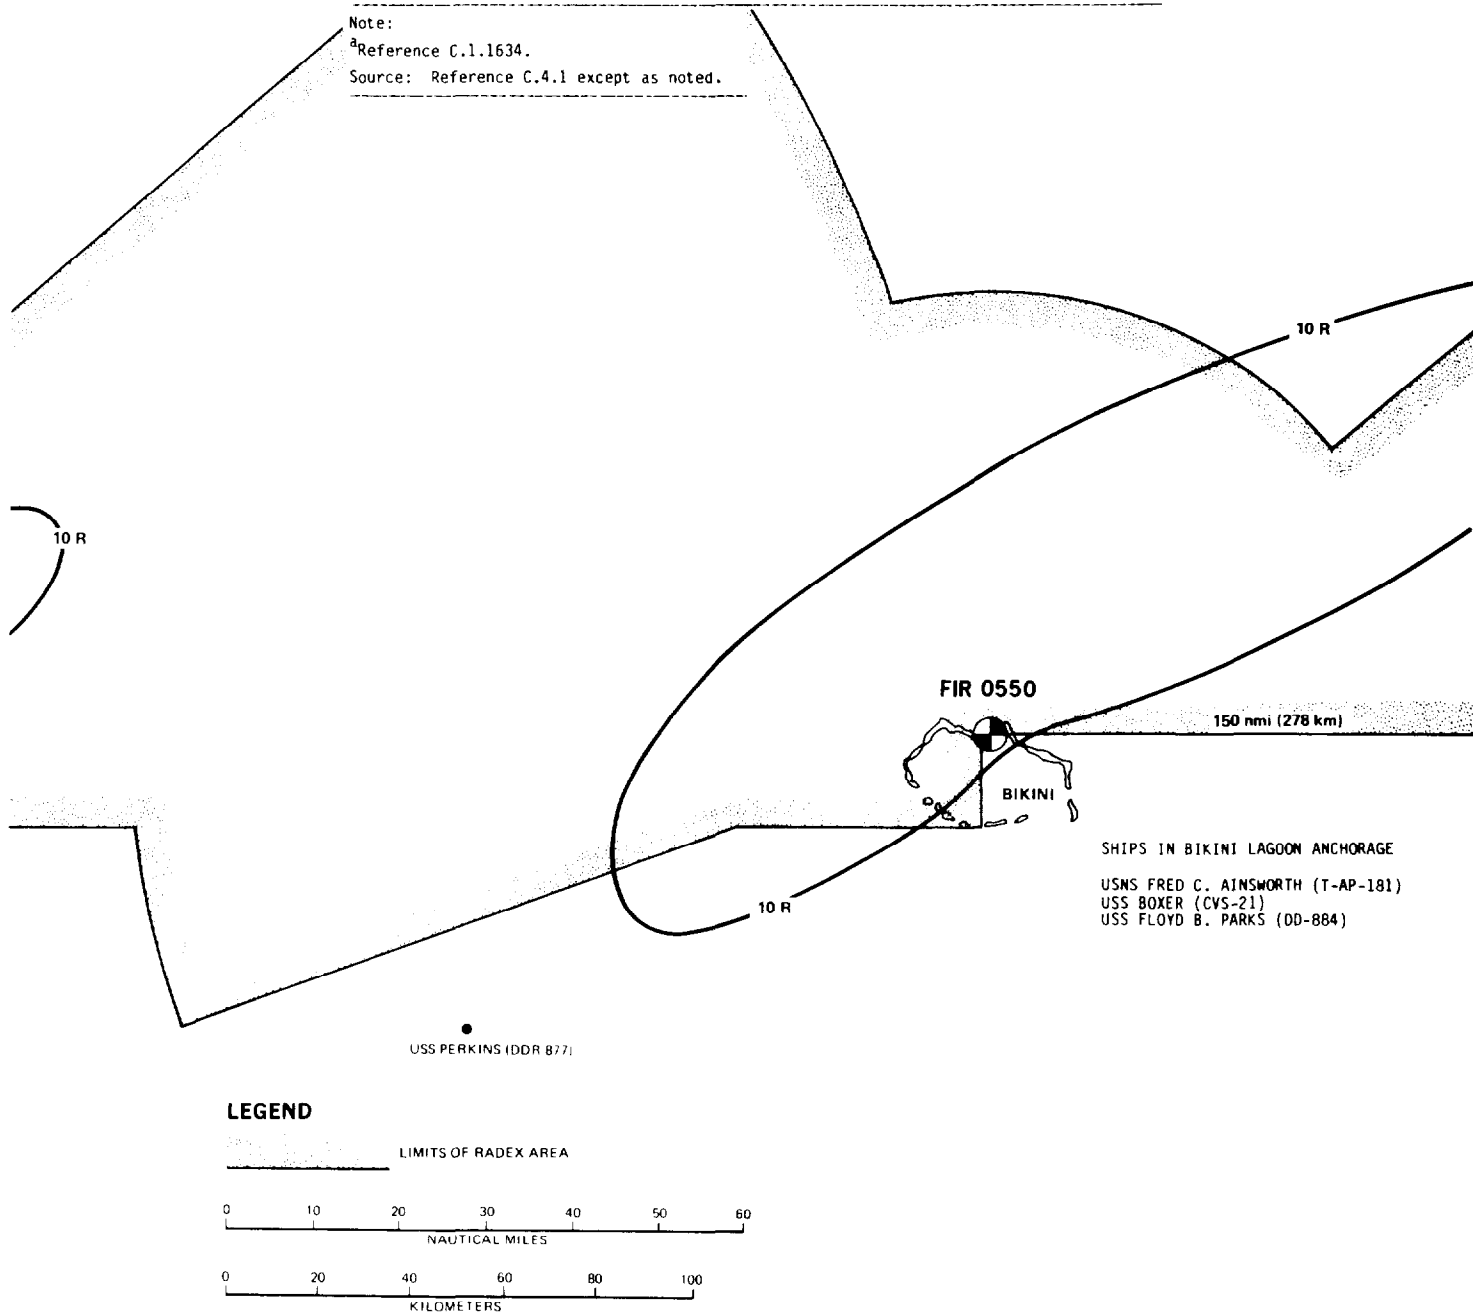 Note:
aReference C.1.1634.
Source: Reference C.4.1 except as noted.
10 R
10 R
FIR 0550
150 nmi (278 km)
BIKINI
SHIPS IN BIKINI LAGOON ANCHORAGE
USNS FRED C. AINSWORTH (T-AP-181)
USS BOXER (CVS-21)
USS FLOYD B. PARKS (DD-884)
10 R
USS PERKINS (DDR 877)
LEGEND
LIMITS OF RADEX AREA
0 10 20 30 40 50 60
NAUTICAL MILES
0 20 40 60 80 100
KILOMETERS